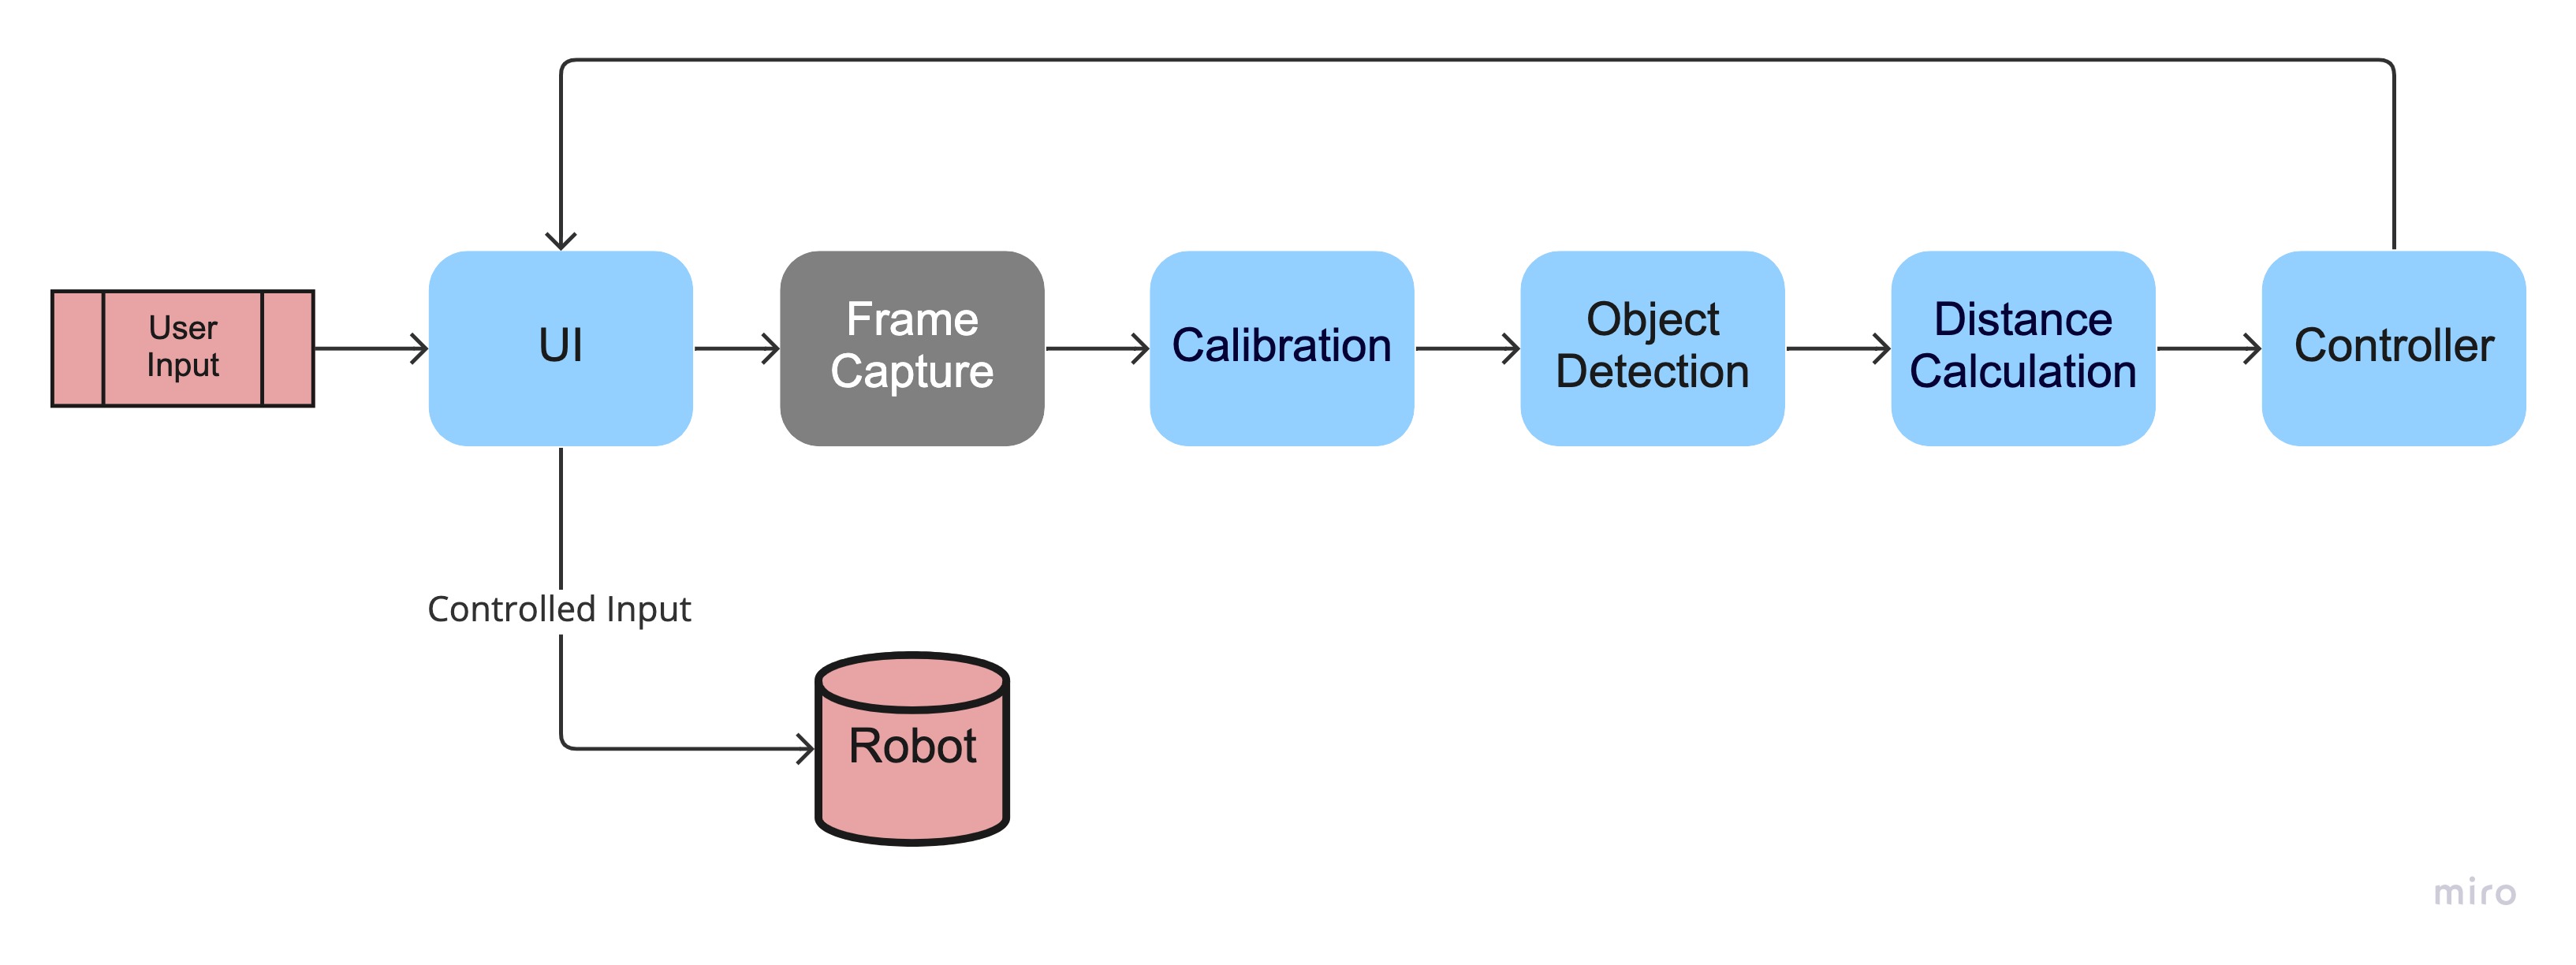 User
Input
UI
Frame
Capture
Calibration
Object
Detection
Distance
Calculation
Controller
Controlled Input
Robot
miro